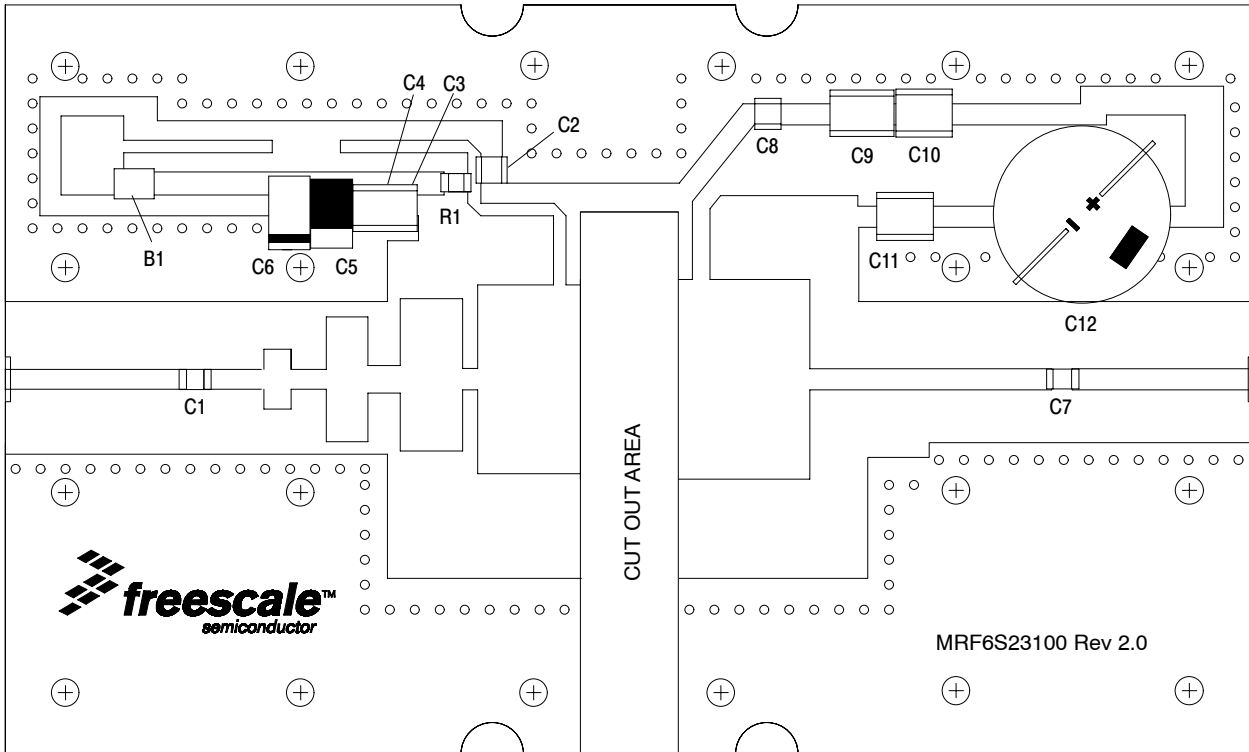 C4 C3
C2
C8
C9 C10
R1
B1
C6 C5
C11
C12
C1
C7
CUT OUT AREA
freescale™
semiconductor
MRF6S23100 Rev 2.0